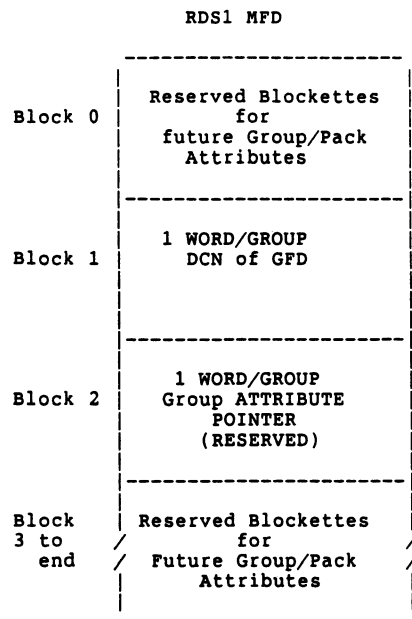 RDS1 MFD
Block 0
Reserved Blockettes
for
future Group/Pack
Attributes
Block 1
1 WORD/GROUP
DCN of GFD
Block 2
1 WORD/GROUP
Group ATTRIBUTE
POINTER
(RESERVED)
Block
3 to
end
Reserved Blockettes
for
Future Group/Pack
Attributes